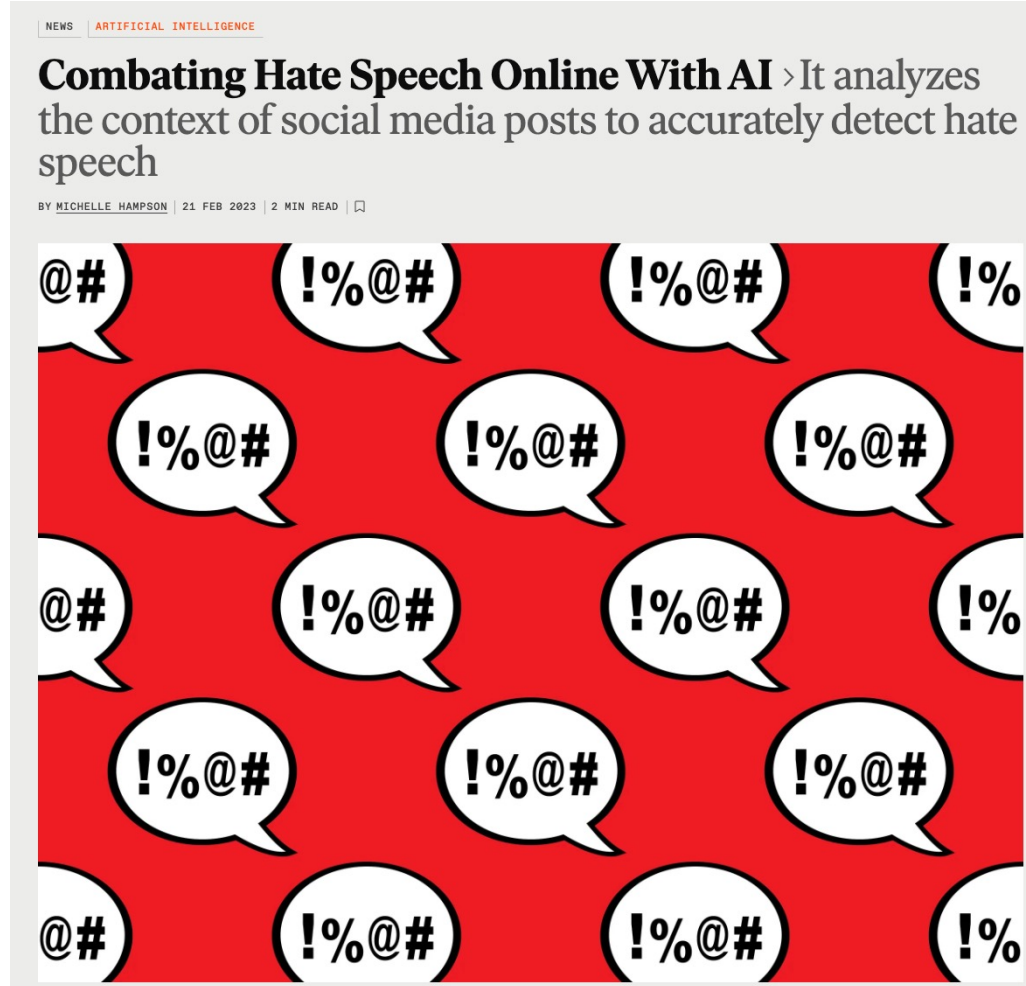 NEWS ARTIFICIAL INTELLIGENCE
Combating Hate Speech Online With AI › It analyzes
the context of social media posts to accurately detect hate
speech
BY MICHELLE HAMPSON | 21 FEB 2023 | 2 MIN READ |
@# !%@# !%@# !%
!%@# !%@# !%@#
@# !%@# !%@# !%
!%@# !%@# !%@#
@# !%@# !%@# !%